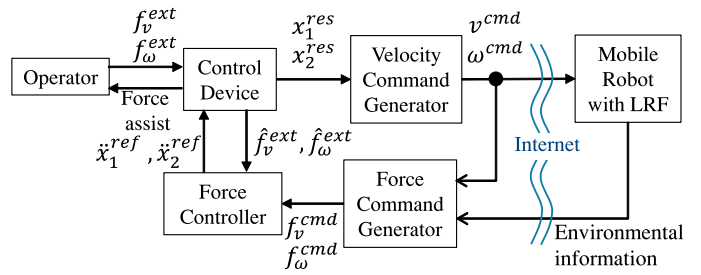 f_v^{ext}
f_ω^{ext}
Operator
Force
assist
Control
Device
x_1^{res}
x_2^{res}
Velocity
Command
Generator
v^{cmd}
ω^{cmd}
Mobile
Robot
with LRF
Internet
ẍ_1^{ref} , ẍ_2^{ref}
f̂_v^{ext}, f̂_ω^{ext}
Force
Controller
f_v^{cmd}
f_ω^{cmd}
Force
Command
Generator
Environmental
information